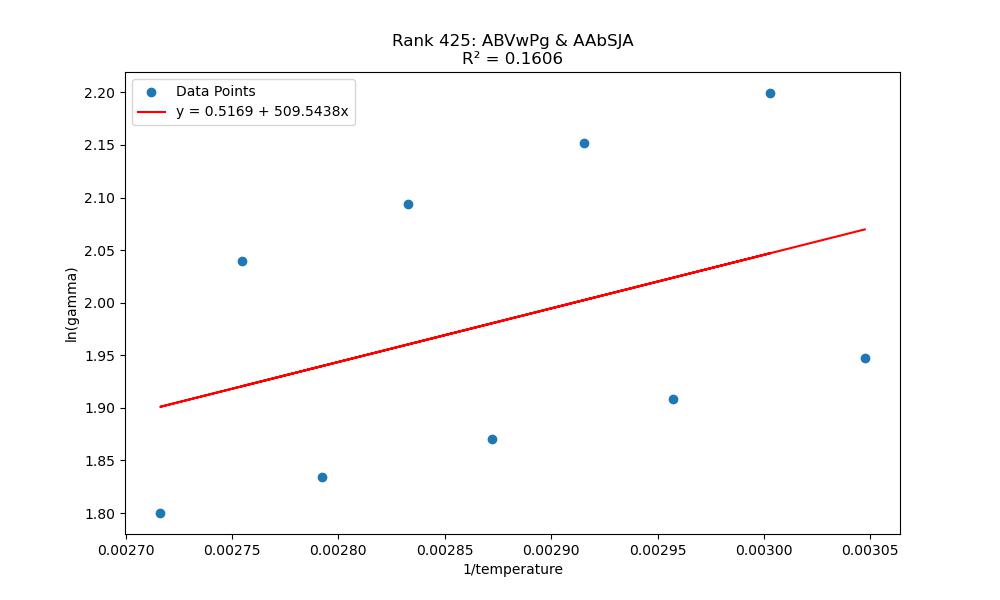 Rank 425: ABVwPg & AAbSJA
R² = 0.1606
Data Points
y = 0.5169 + 509.5438x
ln(gamma)
2.20
2.15
2.10
2.05
2.00
1.95
1.90
1.85
1.80
0.00270 0.00275 0.00280 0.00285 0.00290 0.00295 0.00300 0.00305
1/temperature